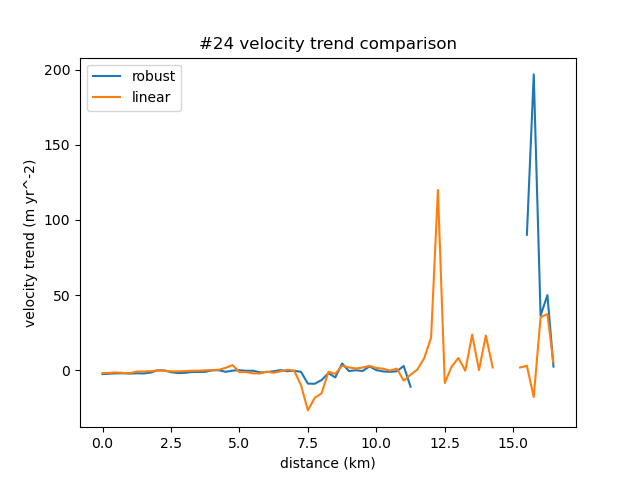 #24 velocity trend comparison
robust
linear
velocity trend (m yr^-2)
200
150
100
50
0
0.0 2.5 5.0 7.5 10.0 12.5 15.0
distance (km)